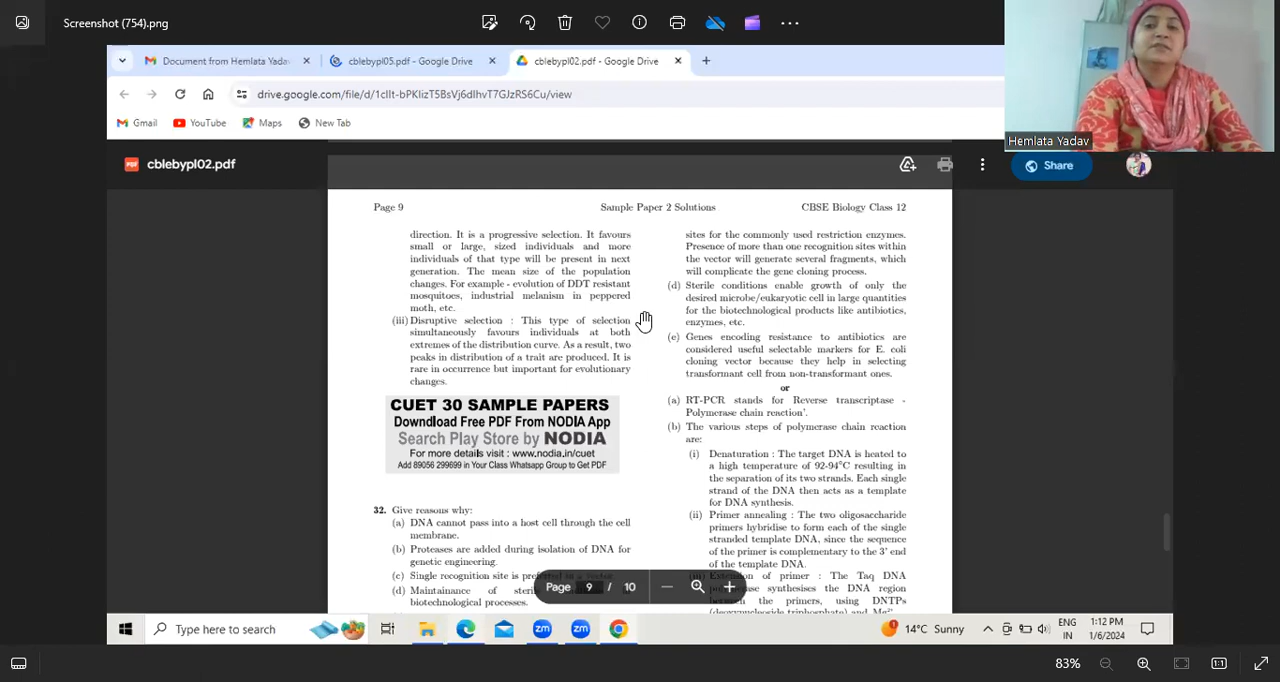 Screenshot (754).png
Document from Hemlata Yadav
cblebypl05.pdf - Google Drive
cblebypl02.pdf - Google Drive
drive.google.com/file/d/1cIIt-bPKlizT5BsVj6dIhvT7GJzRS6Cu/view
Gmail
YouTube
Maps
New Tab
Hemlata Yadav
cblebypl02.pdf
Share
Page 9
Sample Paper 2 Solutions
CBSE Biology Class 12
direction. It is a progressive selection. It favours
small or large, sized individuals and more
individuals of that type will be present in next
generation. The mean size of the population
changes. For example - evolution of DDT resistant
mosquitoes, industrial melanism in peppered
moth, etc.
(iii) Disruptive selection : This type of selection
simultaneously favours individuals at both
extremes of the distribution curve. As a result, two
peaks in distribution of a trait are produced. It is
rare in occurrence but important for evolutionary
changes.
CUET 30 SAMPLE PAPERS
Downdload Free PDF From NODIA App
Search Play Store by NODIA
For more details visit : www.nodia.in/cuet
Add 89056 299699 in Your Class Whatsapp Group to Get PDF
32. Give reasons why:
(a) DNA cannot pass into a host cell through the cell
membrane.
(b) Proteases are added during isolation of DNA for
genetic engineering.
(c) Single recognition site is
(d) Maintainance of
biotechnological processes.
sites for the commonly used restriction enzymes.
Presence of more than one recognition sites within
the vector will generate several fragments, which
will complicate the gene cloning process.
(d) Sterile conditions enable growth of only the
desired microbe/eukaryotic cell in large quantities
for the biotechnological products like antibiotics,
enzymes, etc.
(e) Genes encoding resistance to antibiotics are
considered useful selectable markers for E. coli
cloning vector because they help in selecting
transformant cell from non-transformant ones.
or
(a) RT-PCR stands for Reverse transcriptase -
Polymerase chain reaction'.
(b) The various steps of polymerase chain reaction
are:
(i) Denaturation : The target DNA is heated to
a high temperature of 92-94°C resulting in
the separation of its two strands. Each single
strand of the DNA then acts as a template
for DNA synthesis.
(ii) Primer annealing : The two oligosaccharide
primers hybridise to form each of the single
stranded template DNA, since the sequence
of the primer is complementary to the 3' end
of the template DNA.
of primer : The Taq DNA
synthesises the DNA region
the primers, using DNTPs
(deoxynucleoside triphosphate) and Mg²⁺
Page 9 / 10
Type here to search
zm
zm
14°C Sunny
ENG
IN
1:12 PM
1/6/2024
83%